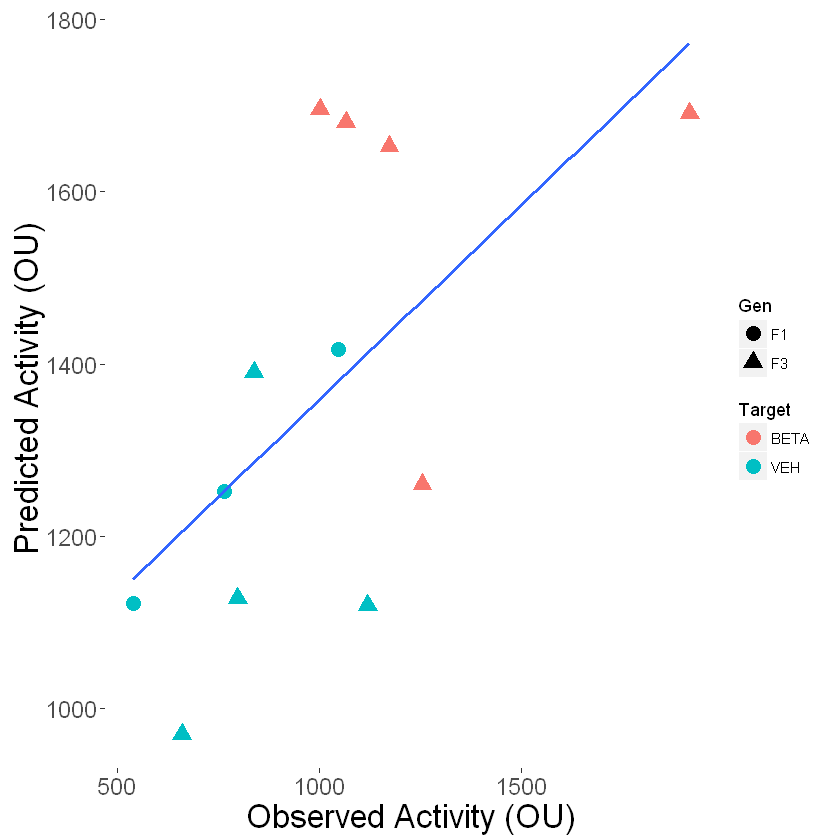 1800
1600
1400
1200
1000
Predicted Activity (OU)
500
1000
1500
Observed Activity (OU)
Gen
F1
F3
Target
BETA
VEH